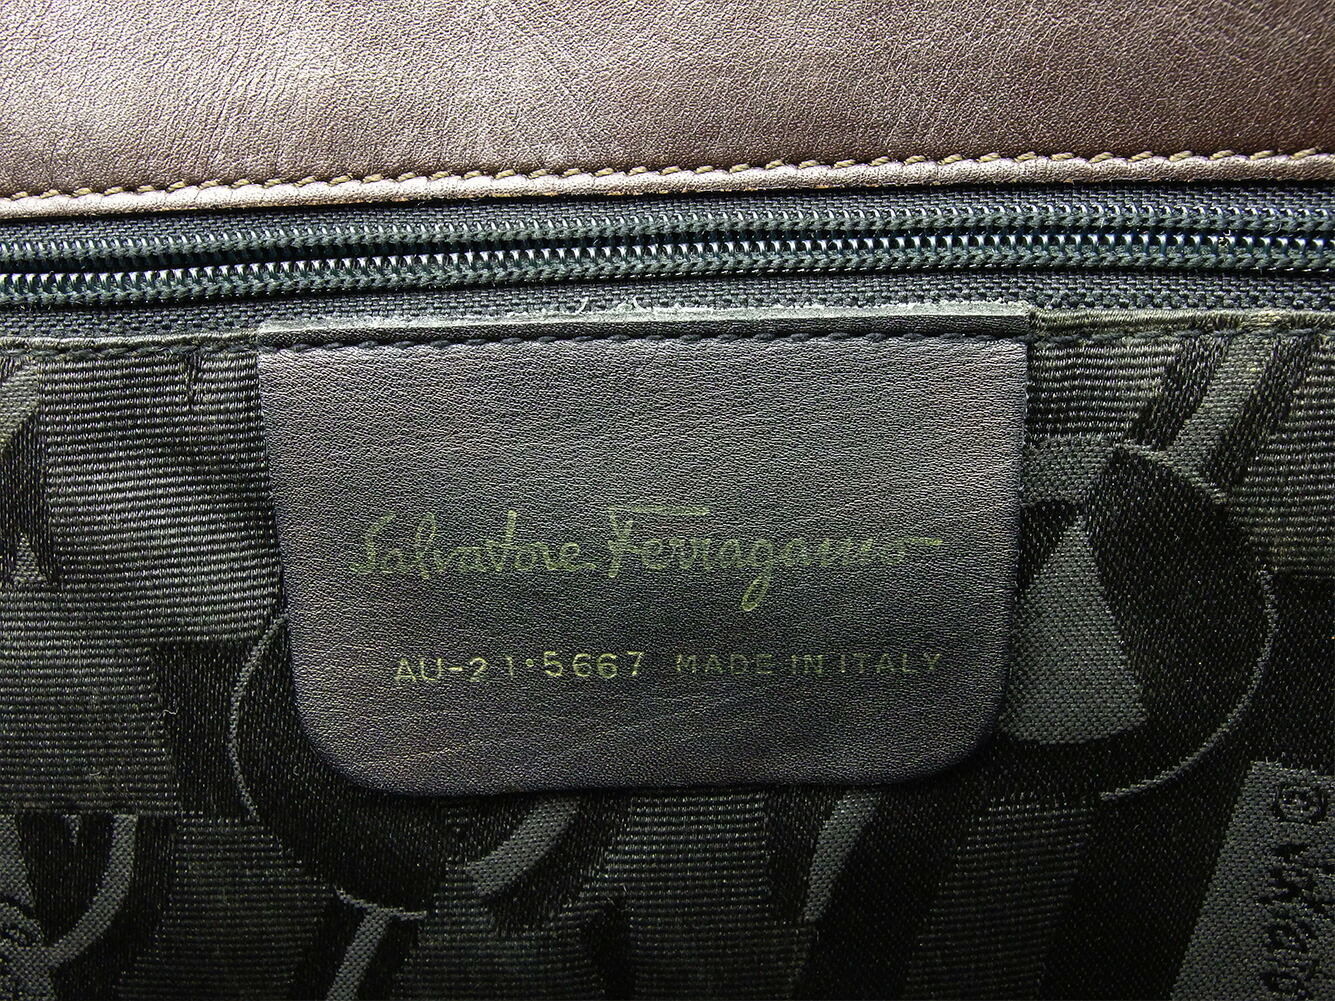 Salvatore Ferragamo
AU-21·5667 MADE IN ITALY
©